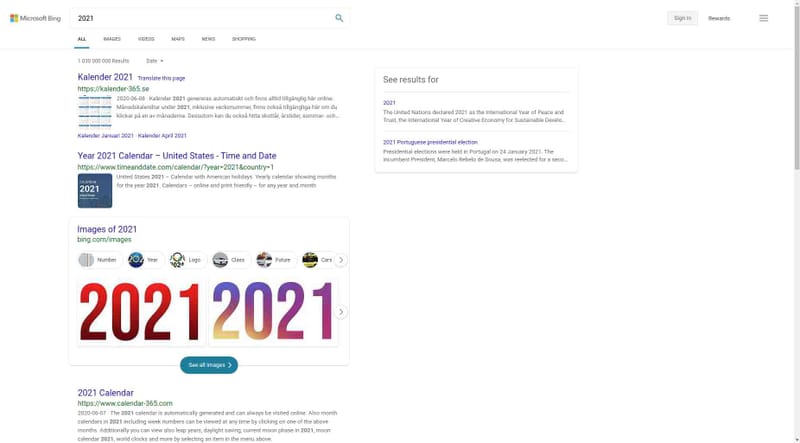 Microsoft Bing
2021
Sign in
Rewards
ALL
IMAGES
VIDEOS
MAPS
NEWS
SHOPPING
1 030 000 000 Results
Date
Kalender 2021 Translate this page
https://kalender-365.se
2020-06-08 · Kalender 2021 genereras automatiskt och finns alltid tillgänglig här online.
Månadskalendrar under 2021, inklusive veckonummer, finns också tillgängliga här om du
klickar på en av månaderna. Dessutom kan du också hitta skottår, årstider, sommar- och...
Kalender Januari 2021 · Kalender April 2021
Year 2021 Calendar – United States - Time and Date
https://www.timeanddate.com/calendar/?year=2021&country=1
2021
United States 2021 – Calendar with American holidays. Yearly calendar showing months
for the year 2021. Calendars – online and print friendly – for any year and month
Images of 2021
bing.com/images
Number
Year
Logo
Class
Future
Cars
2021
2021
See all images
2021 Calendar
https://www.calendar-365.com
2020-06-07 · The 2021 calendar is automatically generated and can always be visited online. Also month
calenders in 2021 including week numbers can be viewed at any time by clicking on one of the above
months. Additionally you can view also leap years, daylight saving, current moon phase in 2021, moon
calendar 2021, world clocks and more by selecting an item in the menu above.
See results for
2021
The United Nations declared 2021 as the International Year of Peace and
Trust, the International Year of Creative Economy for Sustainable Develo...
2021 Portuguese presidential election
Presidential elections were held in Portugal on 24 January 2021. The
incumbent President, Marcelo Rebelo de Sousa, was reelected for a seco...